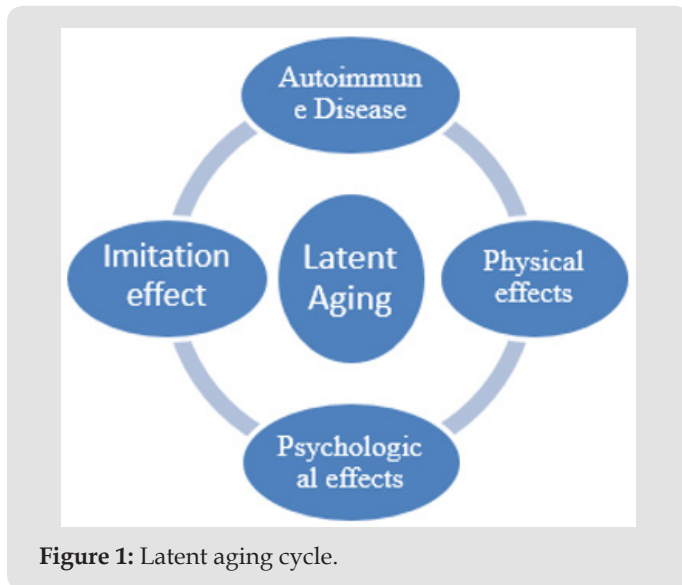 Autoimmun
e Disease
Imitation
effect
Latent
Aging
Physical
effects
Psychologic
al effects
Figure 1: Latent aging cycle.